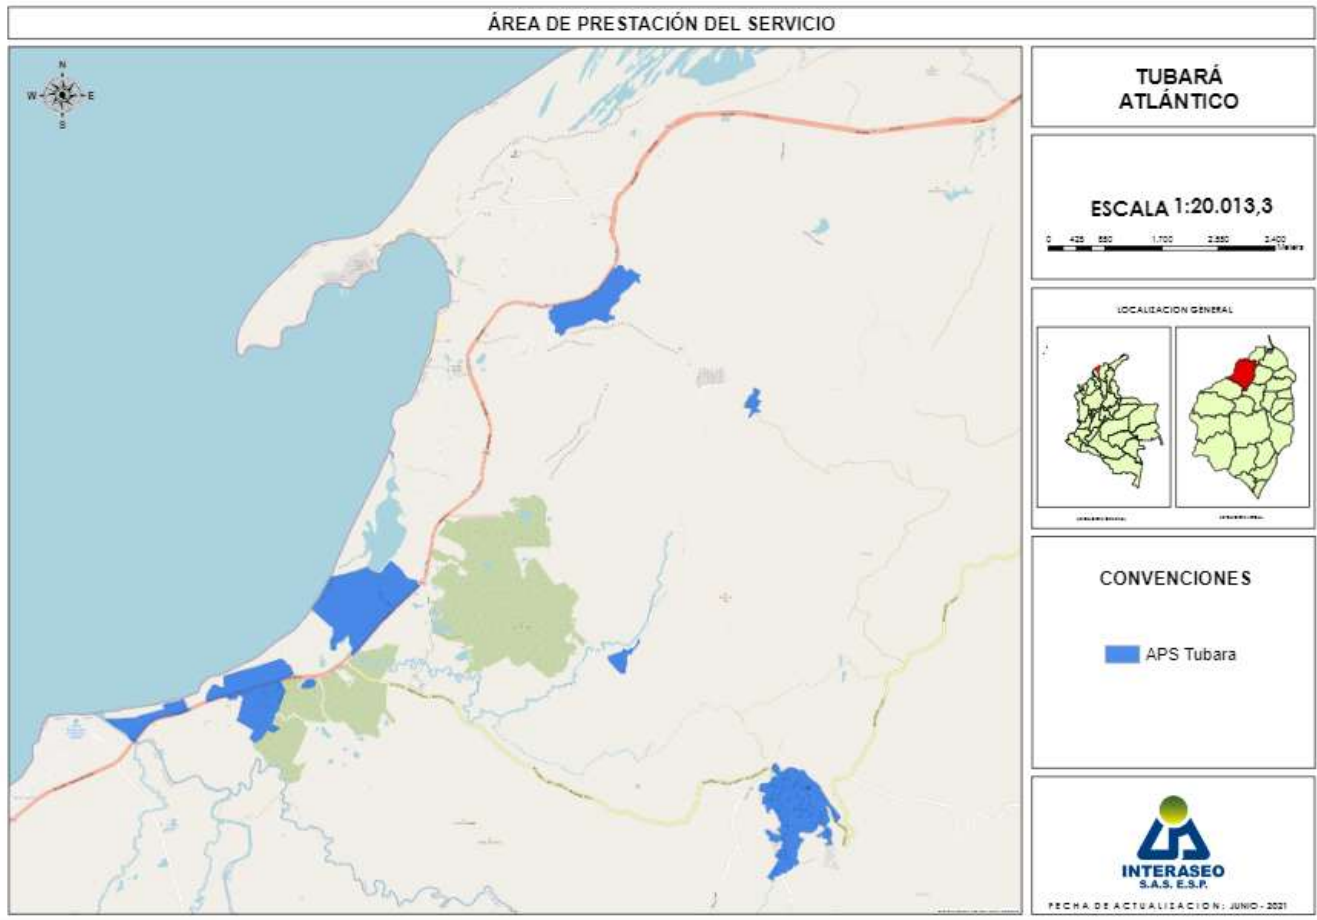 ÁREA DE PRESTACIÓN DEL SERVICIO
N
W E
S
TUBARÁ
ATLÁNTICO
ESCALA 1:20.013,3
0 425 850 1.700 2.550 3.400
Meters
LOCALIZACION GENERAL
CONVENCIONES
APS Tubara
INTERASEO
S.A.S. E.S.P.
FECHA DE ACTUALIZACION: JUNIO - 2021